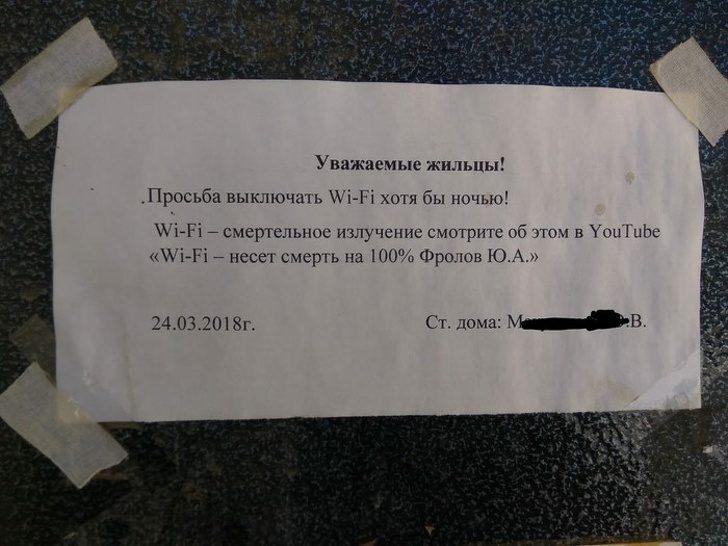 Уважаемые жильцы!
Просьба выключать Wi-Fi хотя бы ночью!
Wi-Fi – смертельное излучение смотрите об этом в YouTube
«Wi-Fi – несет смерть на 100% Фролов Ю.А.»
24.03.2018г. Ст. дома: М .В.